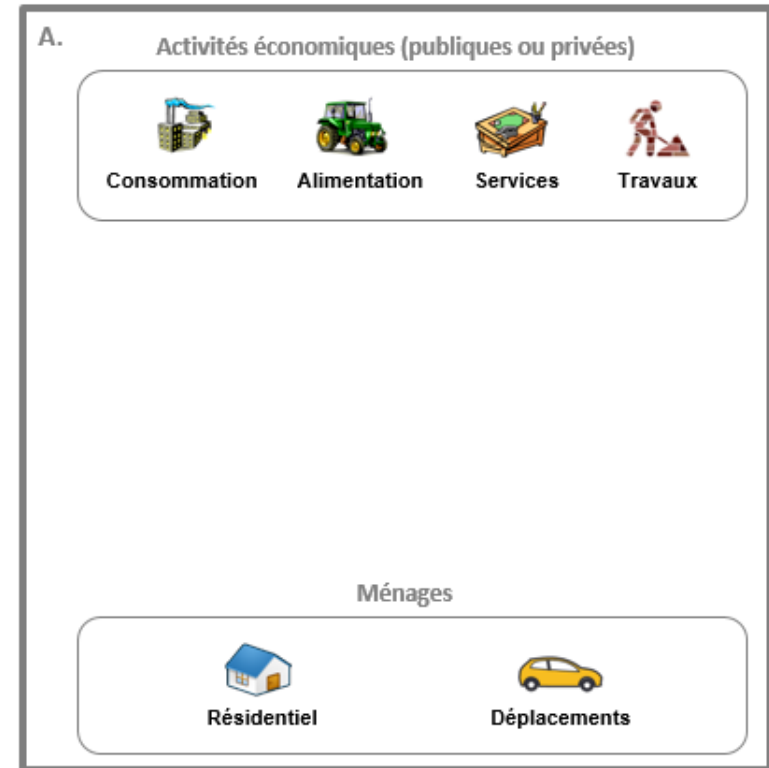 A.
Activités économiques (publiques ou privées)
Consommation Alimentation Services Travaux
Ménages
Résidentiel Déplacements